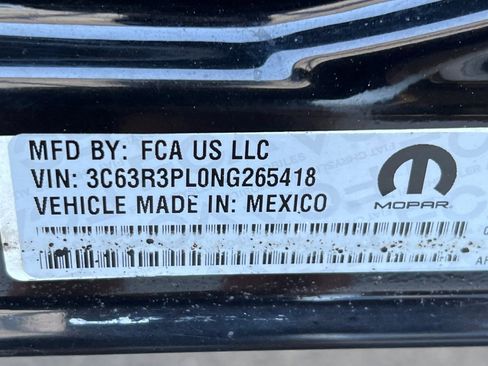 MFD BY: FCA US LLC
VIN: 3C63R3PL0NG265418
VEHICLE MADE IN: MEXICO
MOPAR